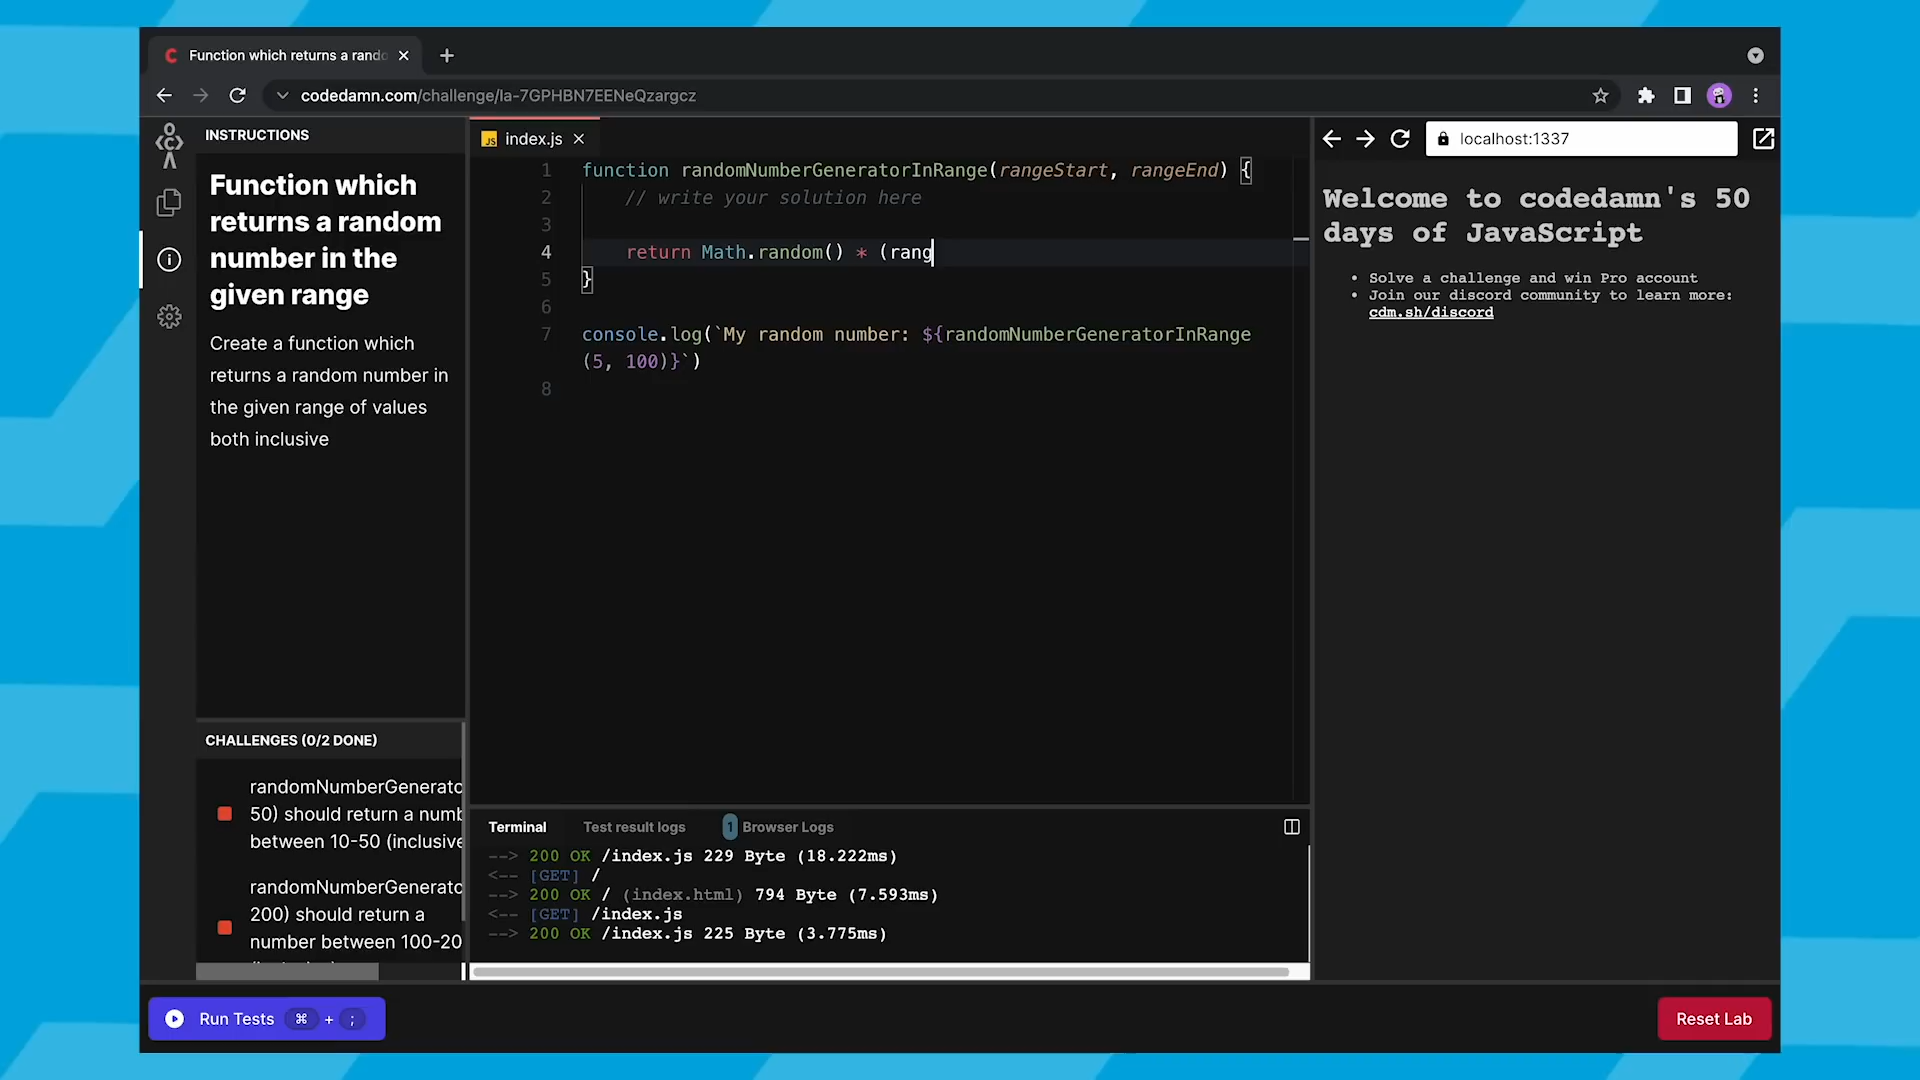 Function which returns a rando
codedamn.com/challenge/la-7GPHBN7EENeQzargcz
INSTRUCTIONS
Function which
returns a random
number in the
given range
Create a function which
returns a random number in
the given range of values
both inclusive
CHALLENGES (0/2 DONE)
randomNumberGenerato
50) should return a numb
between 10-50 (inclusive
randomNumberGenerato
200) should return a
number between 100-20
JS index.js
1 function randomNumberGeneratorInRange(rangeStart, rangeEnd) {
2 // write your solution here
3
4 return Math.random() * (rang
5 }
6
7 console.log(`My random number: ${randomNumberGeneratorInRange
(5, 100)}`)
8
Terminal Test result logs 1 Browser Logs
--> 200 OK /index.js 229 Byte (18.222ms)
<-- [GET] /
--> 200 OK / (index.html) 794 Byte (7.593ms)
<-- [GET] /index.js
--> 200 OK /index.js 225 Byte (3.775ms)
localhost:1337
Welcome to codedamn's 50
days of JavaScript
• Solve a challenge and win Pro account
• Join our discord community to learn more:
cdm.sh/discord
Run Tests ⌘ + ;
Reset Lab